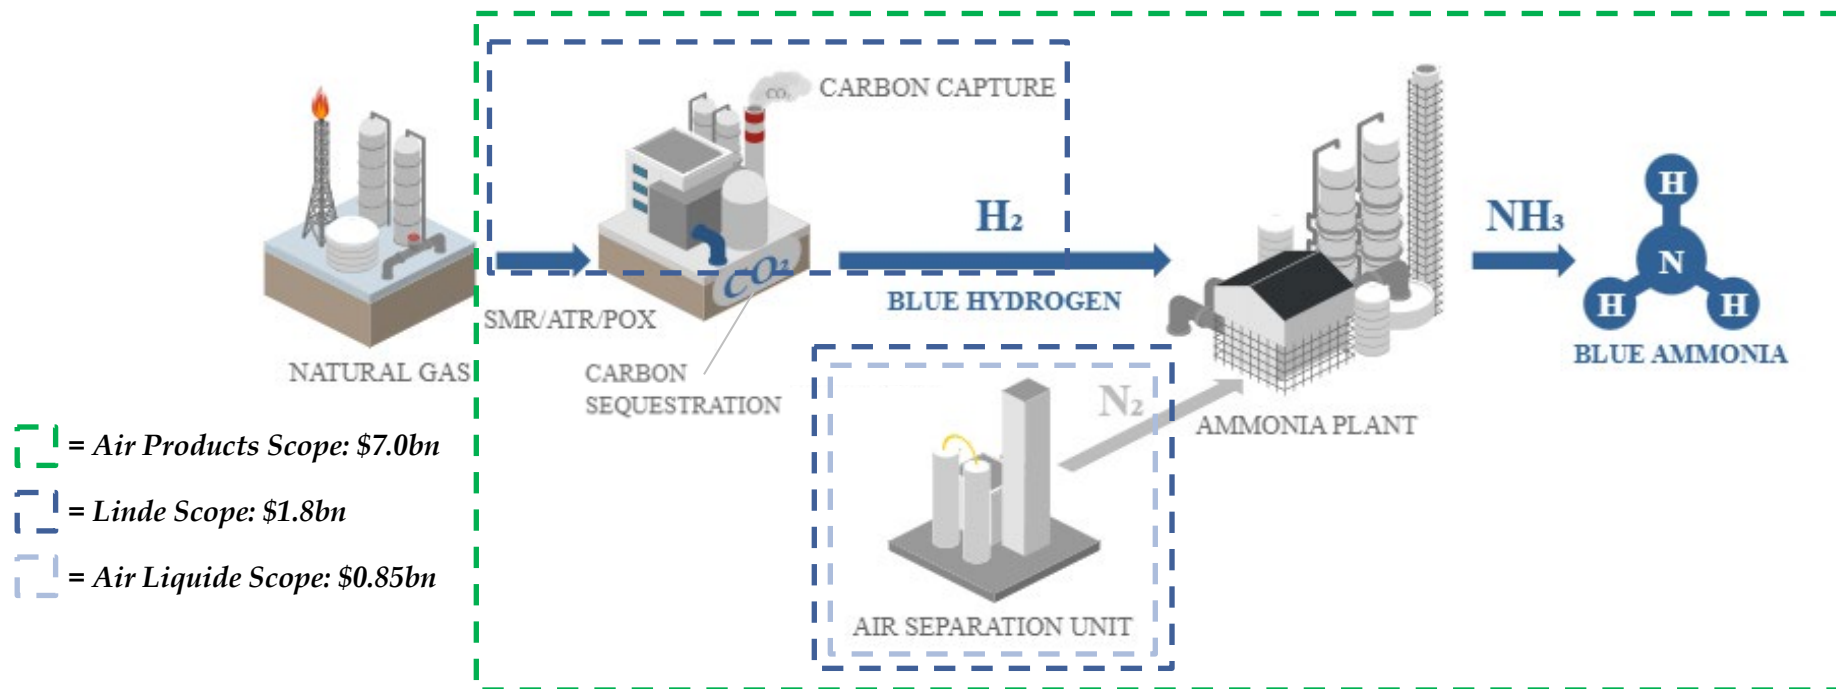 CO₂
CARBON CAPTURE
H₂
NH₃
H
N
H
H
CO₂
SMR/ATR/POX
BLUE HYDROGEN
BLUE AMMONIA
NATURAL GAS
CARBON
SEQUESTRATION
N₂
AMMONIA PLANT
AIR SEPARATION UNIT
= Air Products Scope: $7.0bn
= Linde Scope: $1.8bn
= Air Liquide Scope: $0.85bn